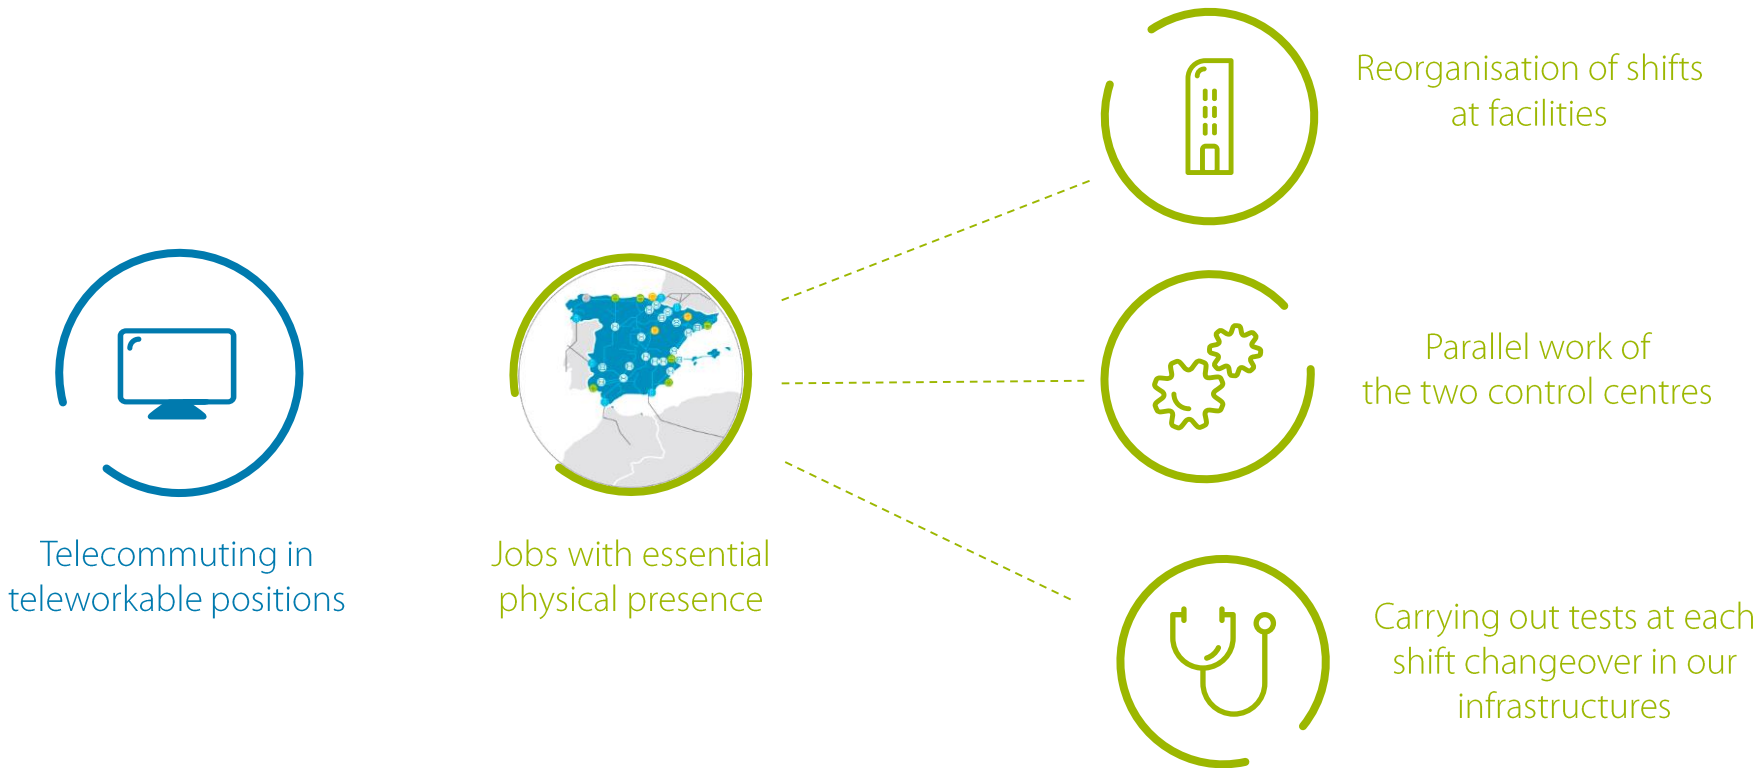 Telecommuting in
teleworkable positions
Jobs with essential
physical presence
Reorganisation of shifts
at facilities
Parallel work of
the two control centres
Carrying out tests at each
shift changeover in our
infrastructures